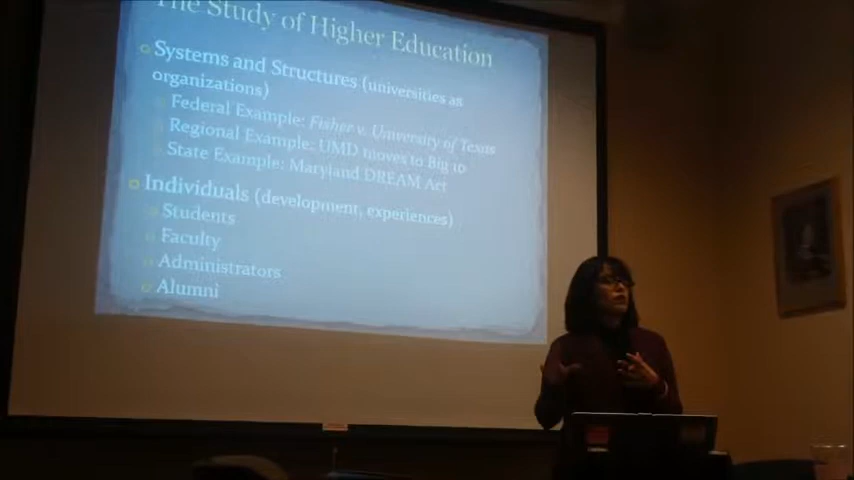 The Study of Higher Education
Systems and Structures (universities as
organizations)
Federal Example: Fisher v. University of Texas
Regional Example: UMD moves to Big 10
State Example: Maryland DREAM Act
Individuals (development, experiences)
Students
Faculty
Administrators
Alumni